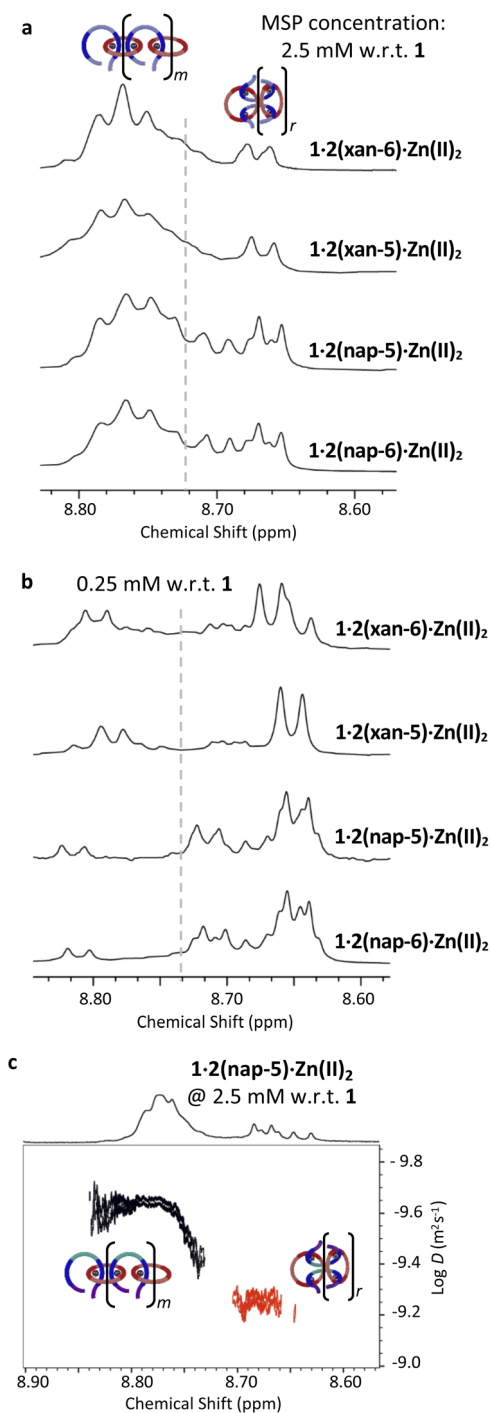 a
MSP concentration:
2.5 mM w.r.t. 1
m
r
1·2(xan-6)·Zn(II)₂
1·2(xan-5)·Zn(II)₂
1·2(nap-5)·Zn(II)₂
1·2(nap-6)·Zn(II)₂
8.80 8.70 8.60
Chemical Shift (ppm)
b
0.25 mM w.r.t. 1
1·2(xan-6)·Zn(II)₂
1·2(xan-5)·Zn(II)₂
1·2(nap-5)·Zn(II)₂
1·2(nap-6)·Zn(II)₂
8.80 8.70 8.60
Chemical Shift (ppm)
c
1·2(nap-5)·Zn(II)₂
@ 2.5 mM w.r.t. 1
- 9.8
-9.6
-9.4
-9.2
-9.0
Log D (m²s⁻¹)
m
r
8.90 8.80 8.70 8.60
Chemical Shift (ppm)